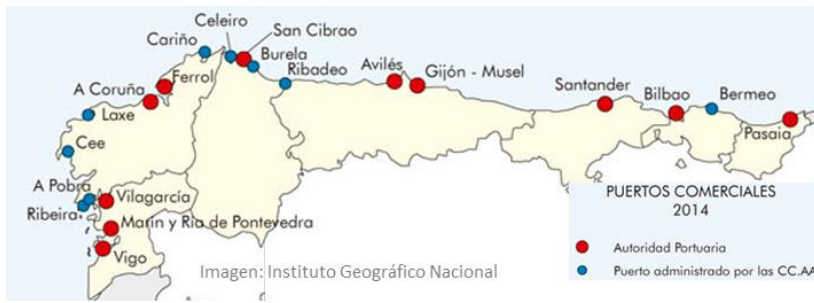 Celeiro
San Cibrao
Cariño
Burela
Ribadeo
Ferrol
A Coruña
Avilés
Gijón - Musel
Santander
Bilbao
Bermeo
Laxe
Pasaia
Cee
A Pobra
Vilagarcía
Ribeira
Marín y Ría de Pontevedra
Vigo
PUERTOS COMERCIALES
2014
Autoridad Portuaria
Puerto administrado por las CC.AA
Imagen: Instituto Geográfico Nacional